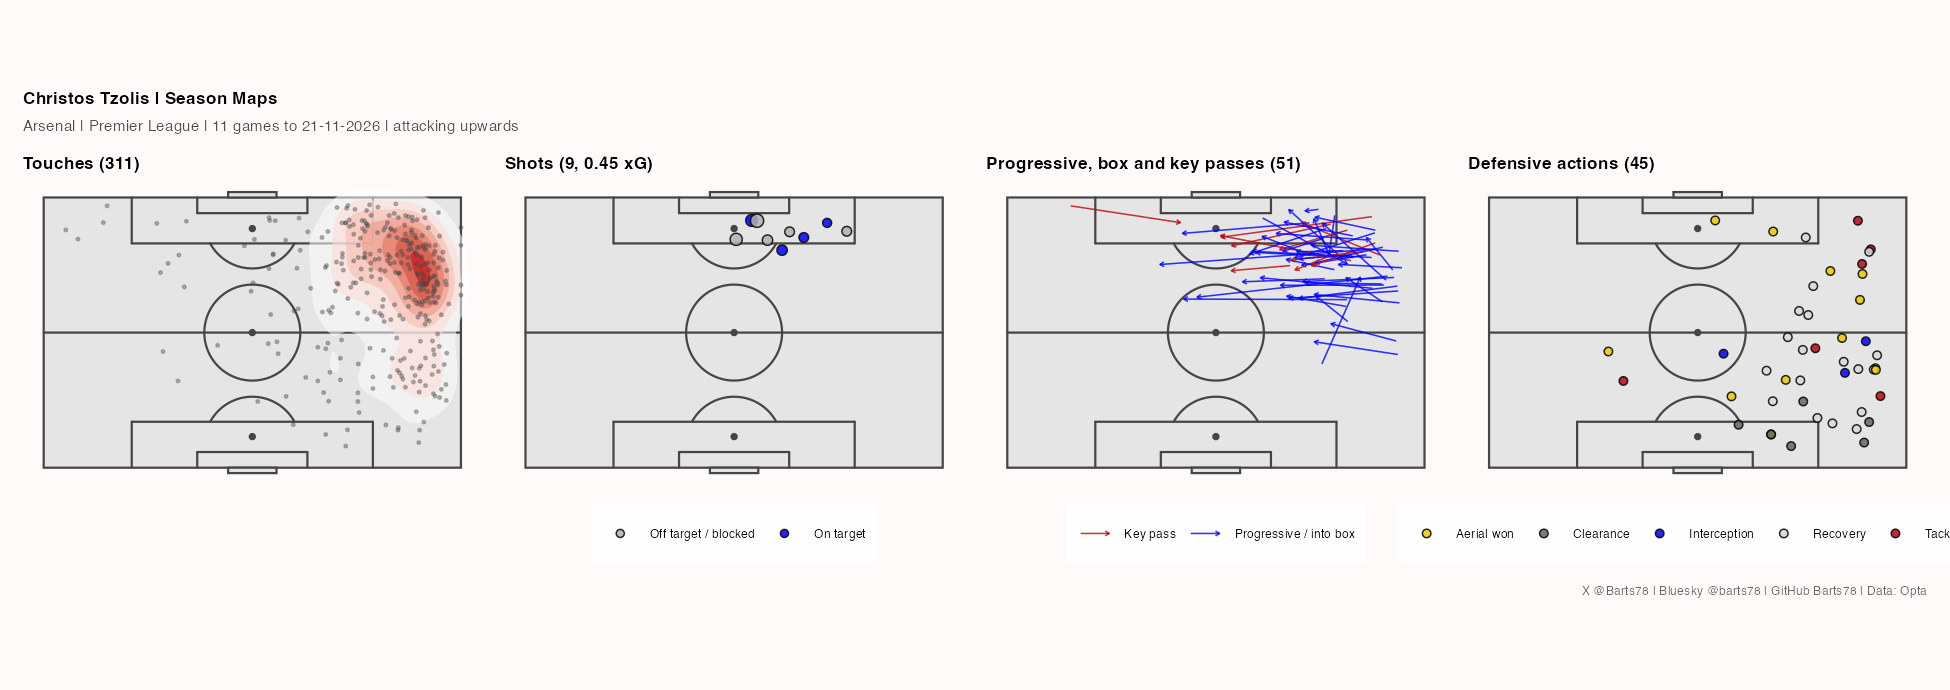 Christos Tzolis | Season Maps
Arsenal | Premier League | 11 games to 21-11-2026 | attacking upwards
Touches (311)
Shots (9, 0.45 xG)
Progressive, box and key passes (51)
Defensive actions (45)
Off target / blocked
On target
Key pass
Progressive / into box
Aerial won
Clearance
Interception
Recovery
Tack
X @Barts78 | Bluesky @barts78 | GitHub Barts78 | Data: Opta